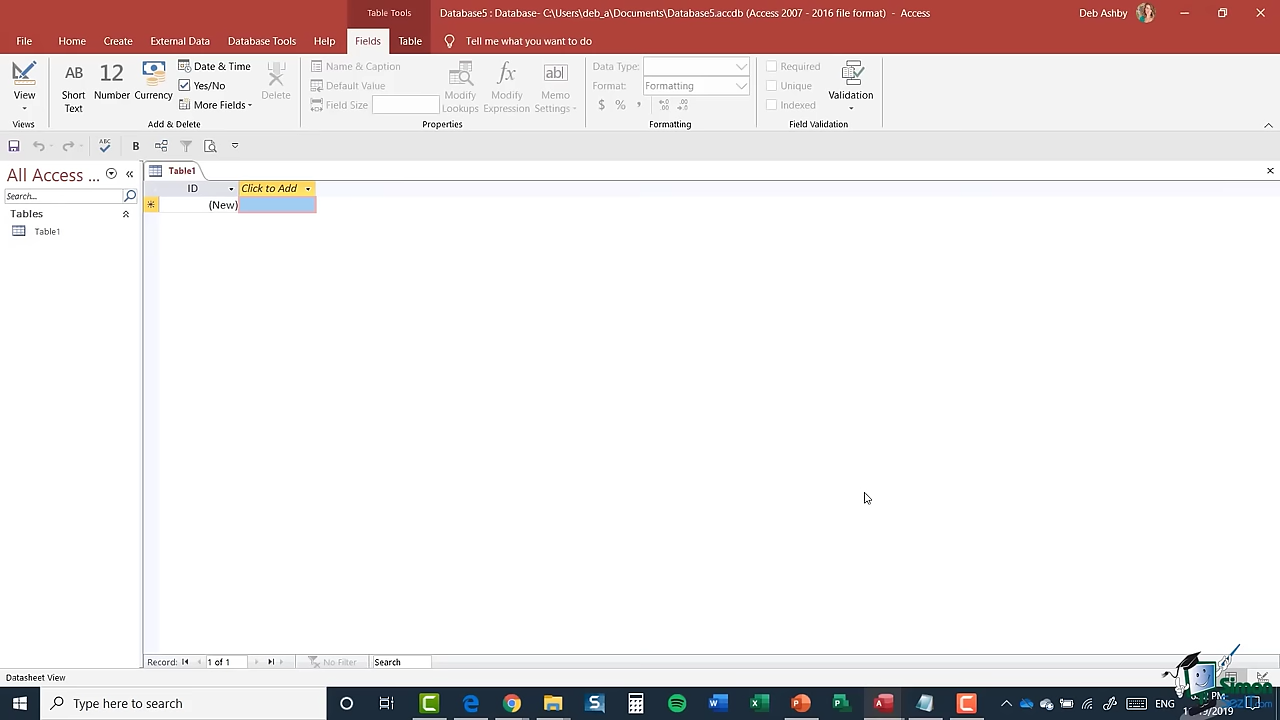 Table Tools
Database5 : Database- C:\Users\deb_a\Documents\Database5.accdb (Access 2007 - 2016 file format) - Access
Deb Ashby
File Home Create External Data Database Tools Help Fields Table Tell me what you want to do
View
Views
AB
Short
Text
12
Number
Currency
Date & Time
Yes/No
More Fields
Delete
Add & Delete
Name & Caption
Default Value
Field Size
Modify
Lookups
fx
Modify
Expression
ab|
Memo
Settings
Properties
Data Type:
Format: Formatting
$ % ,
Formatting
Required
Unique
Indexed
Validation
Field Validation
ABC
B
All Access ...
Search...
Tables
Table1
Table1
ID Click to Add
(New)
Record: 1 of 1 No Filter Search
Datasheet View
Type here to search
ENG